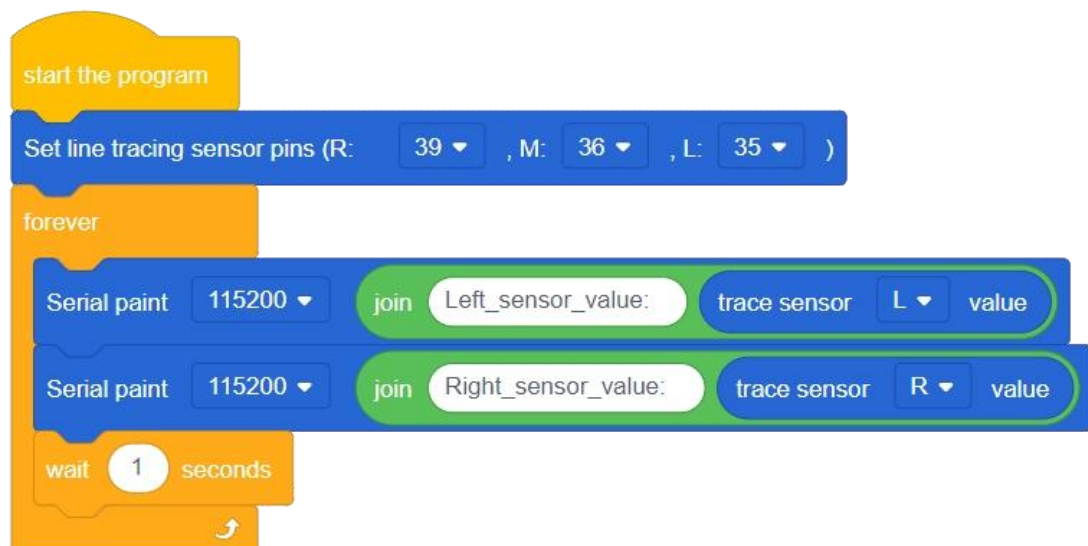 start the program
Set line tracing sensor pins (R: 39 , M: 36 , L: 35 )
forever
Serial paint 115200 join Left_sensor_value: trace sensor L value
Serial paint 115200 join Right_sensor_value: trace sensor R value
wait 1 seconds